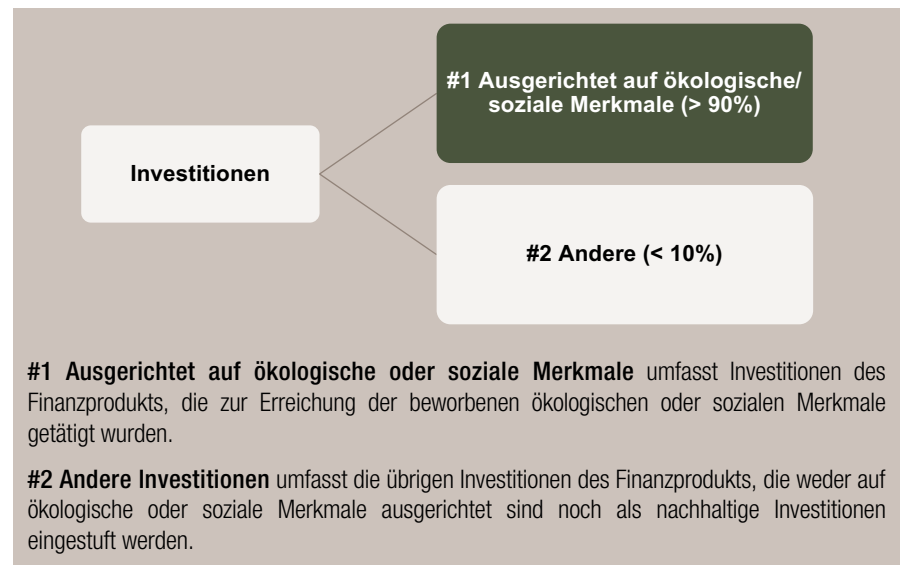 #1 Ausgerichtet auf ökologische/
soziale Merkmale (> 90%)
Investitionen
#2 Andere (< 10%)
#1 Ausgerichtet auf ökologische oder soziale Merkmale umfasst Investitionen des
Finanzprodukts, die zur Erreichung der beworbenen ökologischen oder sozialen Merkmale
getätigt wurden.
#2 Andere Investitionen umfasst die übrigen Investitionen des Finanzprodukts, die weder auf
ökologische oder soziale Merkmale ausgerichtet sind noch als nachhaltige Investitionen
eingestuft werden.